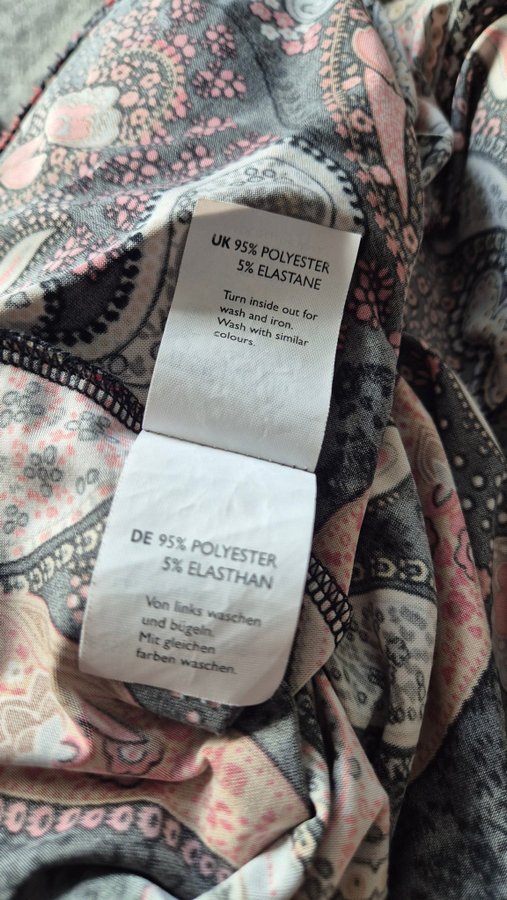 UK 95% POLYESTER
5% ELASTANE
Turn inside out for
wash and iron.
Wash with similar
colours.
DE 95% POLYESTER
5% ELASTHAN
Von links waschen
und bügeln.
Mit gleichen
farben waschen.